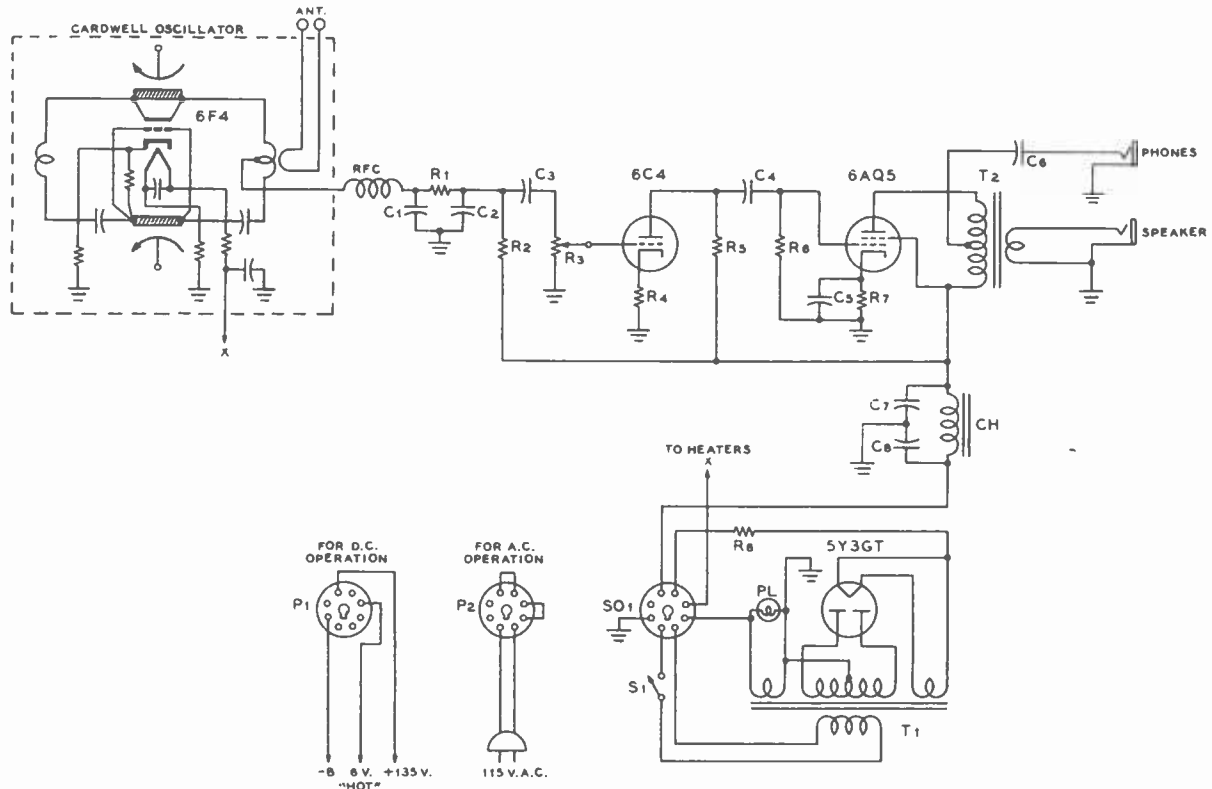 ANT.
CARDWELL OSCILLATOR
6F4
RFC
R1
C1
C2
C3
R2
R3
6C4
R4
R5
C4
R6
6AQ5
C5
R7
T2
C6
PHONES
SPEAKER
X
C7
C8
CH
TO HEATERS
X
FOR D.C.
OPERATION
P1
-B
6 V.
"HOT"
+135 V.
FOR A.C.
OPERATION
P2
115 V. A.C.
SO1
S1
R8
PL
5Y3GT
T1